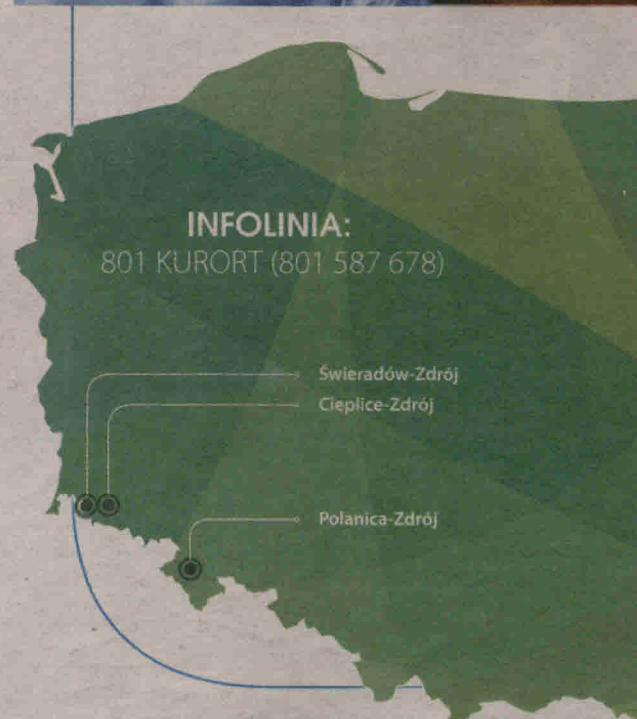 INFOLINIA:
801 KURORT (801 587 678)
Świeradów-Zdrój
Cieplice-Zdrój
Polanica-Zdrój